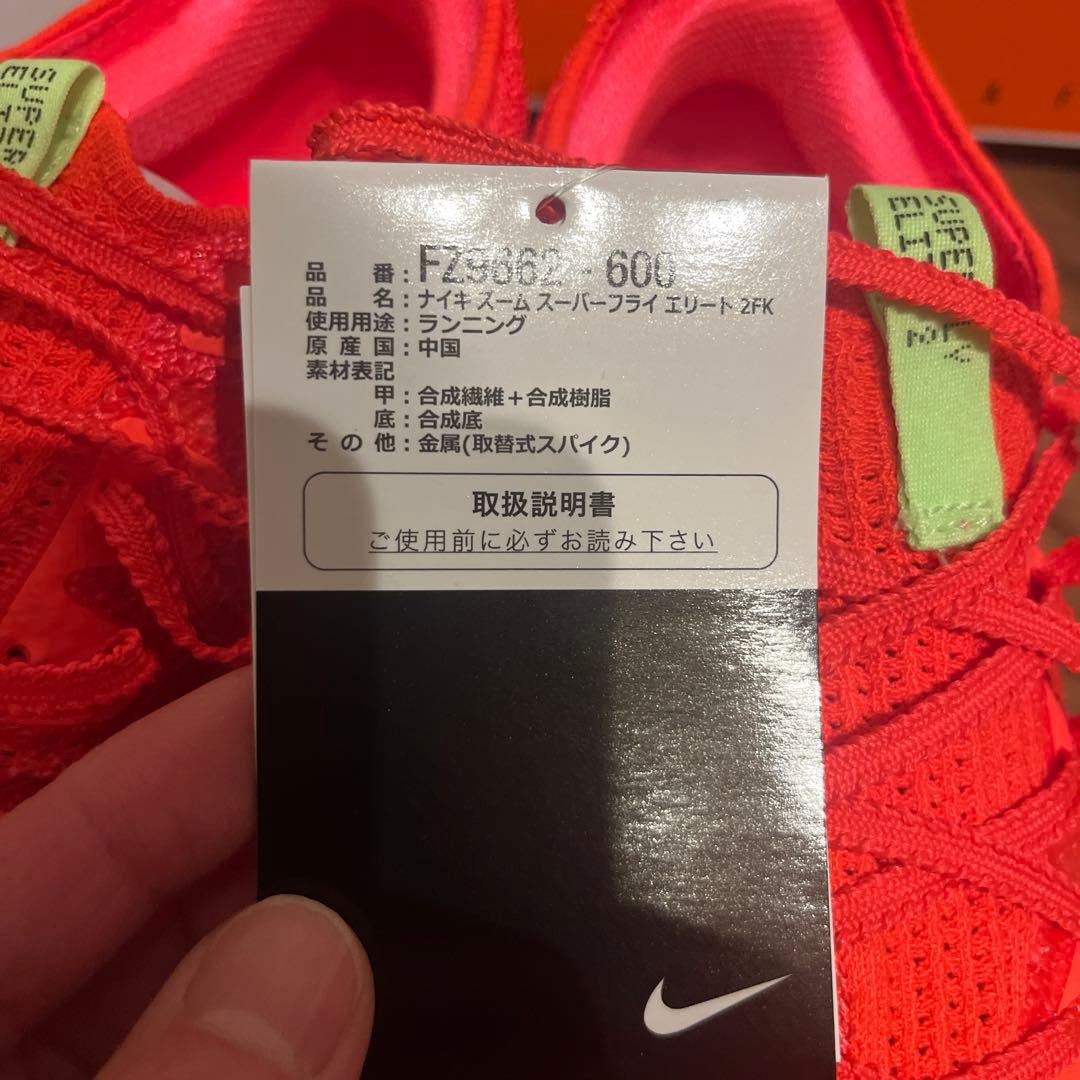 品 番:FZ9662-600
品 名:ナイキ ズーム スーパーフライ エリート 2FK
使用用途:ランニング
原産国:中国
素材表記
甲:合成繊維+合成樹脂
底:合成底
その他:金属(取替式スパイク)
取扱説明書
ご使用前に必ずお読み下さい